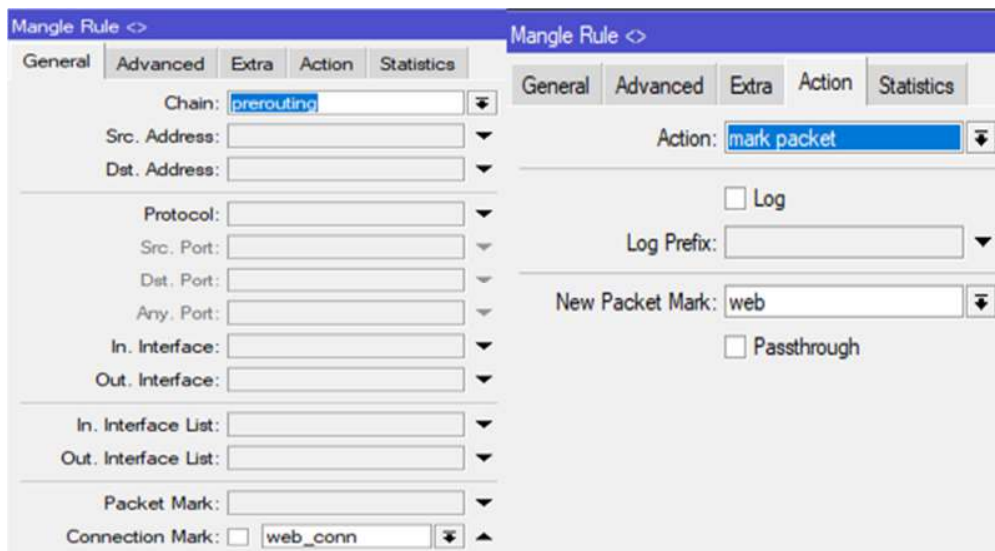 Mangle Rule <>
General Advanced Extra Action Statistics
Chain: prerouting
Src. Address:
Dst. Address:
Protocol:
Src. Port:
Dst. Port:
Any. Port:
In. Interface:
Out. Interface:
In. Interface List:
Out. Interface List:
Packet Mark:
Connection Mark: web_conn
Mangle Rule <>
General Advanced Extra Action Statistics
Action: mark packet
Log
Log Prefix:
New Packet Mark: web
Passthrough